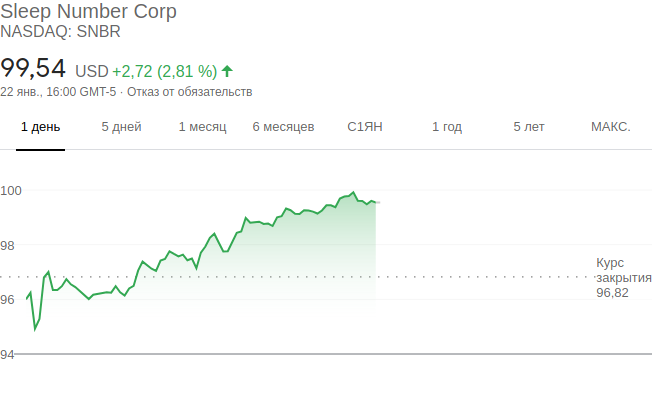 Sleep Number Corp
NASDAQ: SNBR
99,54 USD +2,72 (2,81 %)
22 янв., 16:00 GMT-5 · Отказ от обязательств
1 день 5 дней 1 месяц 6 месяцев С1ЯН 1 год 5 лет МАКС.
100
98
Курс
закрытия
96,82
96
94